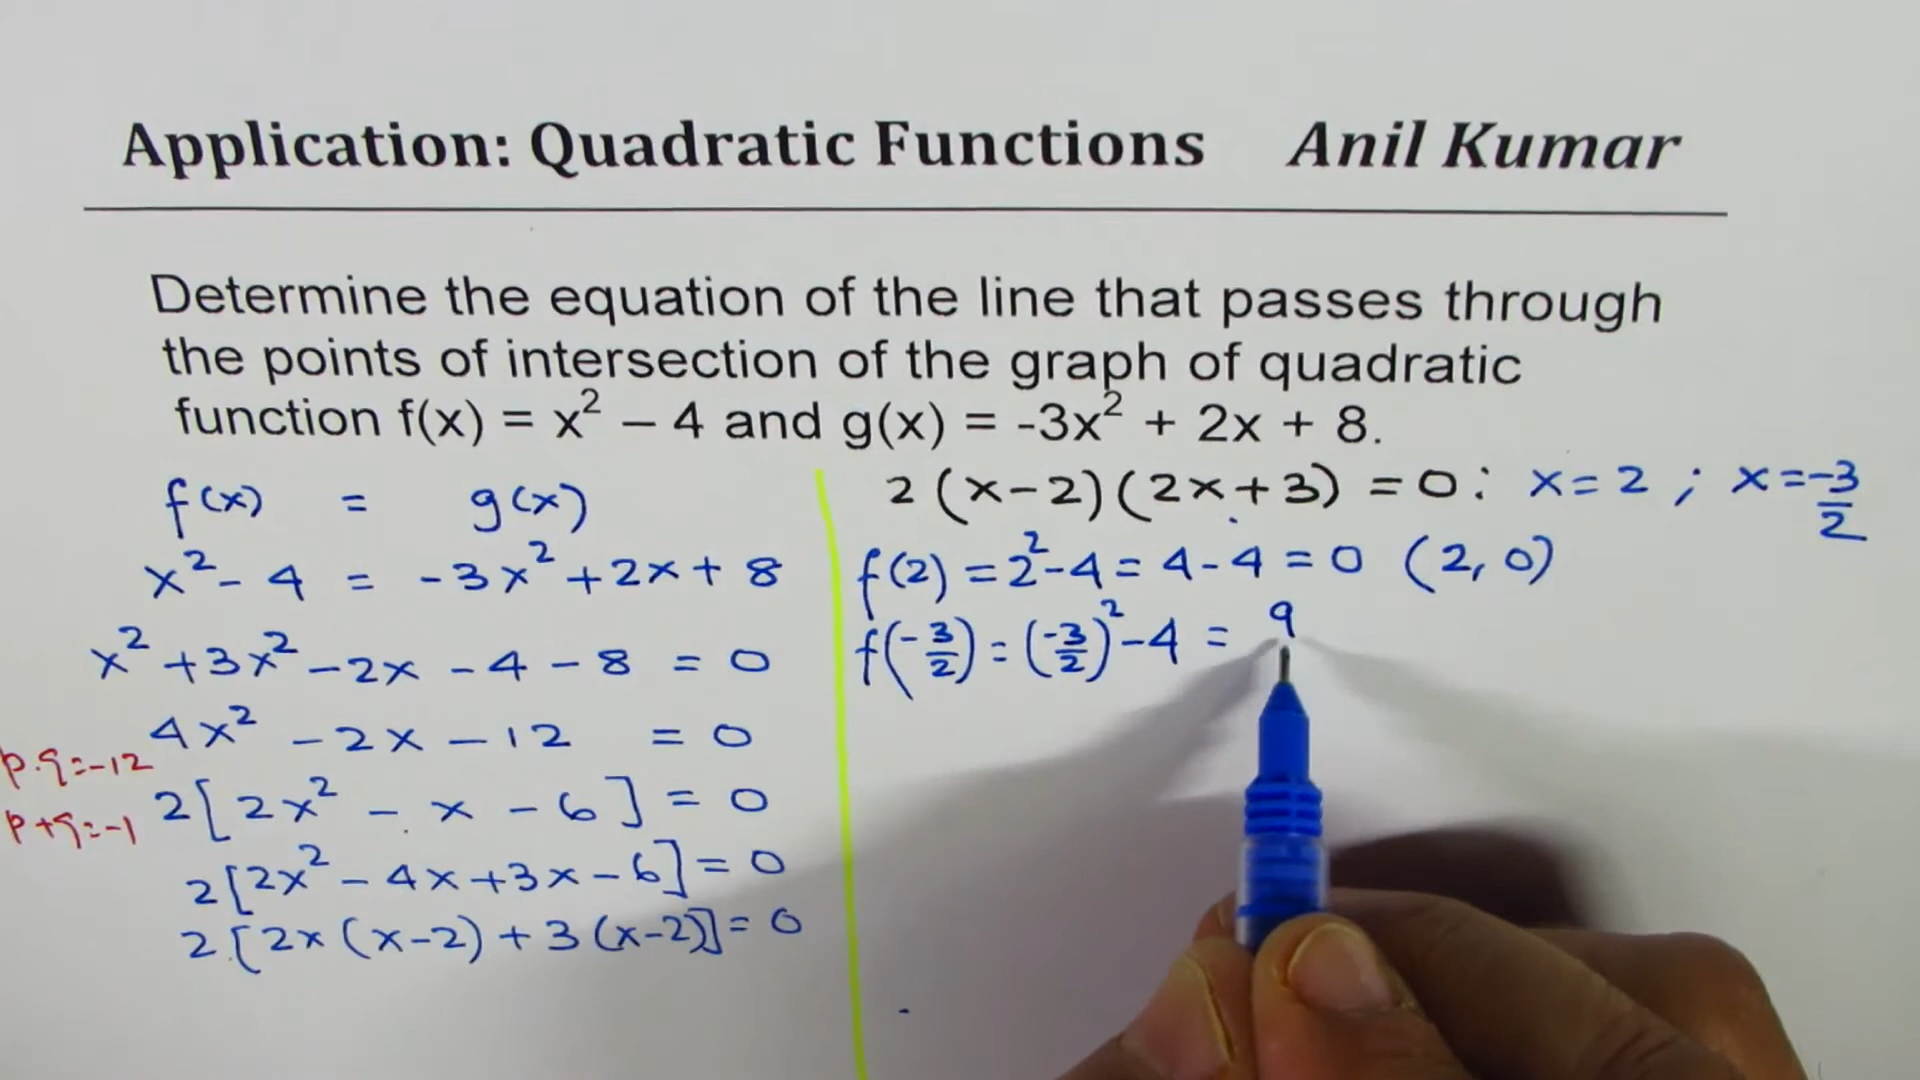 Application: Quadratic Functions Anil Kumar
Determine the equation of the line that passes through
the points of intersection of the graph of quadratic
function f(x) = x² – 4 and g(x) = -3x² + 2x + 8.
f(x) = g(x)
x² - 4 = -3x² + 2x + 8
x² + 3x² - 2x - 4 - 8 = 0
4x² - 2x - 12 = 0
p.q=-12
p+q=-1
2[2x² - x - 6] = 0
2[2x² - 4x + 3x - 6] = 0
2[2x(x-2) + 3(x-2)] = 0
2(x-2)(2x+3) = 0: x = 2 ; x = -3/2
f(2) = 2² - 4 = 4 - 4 = 0 (2, 0)
f(-3/2) = (-3/2)² - 4 = 9